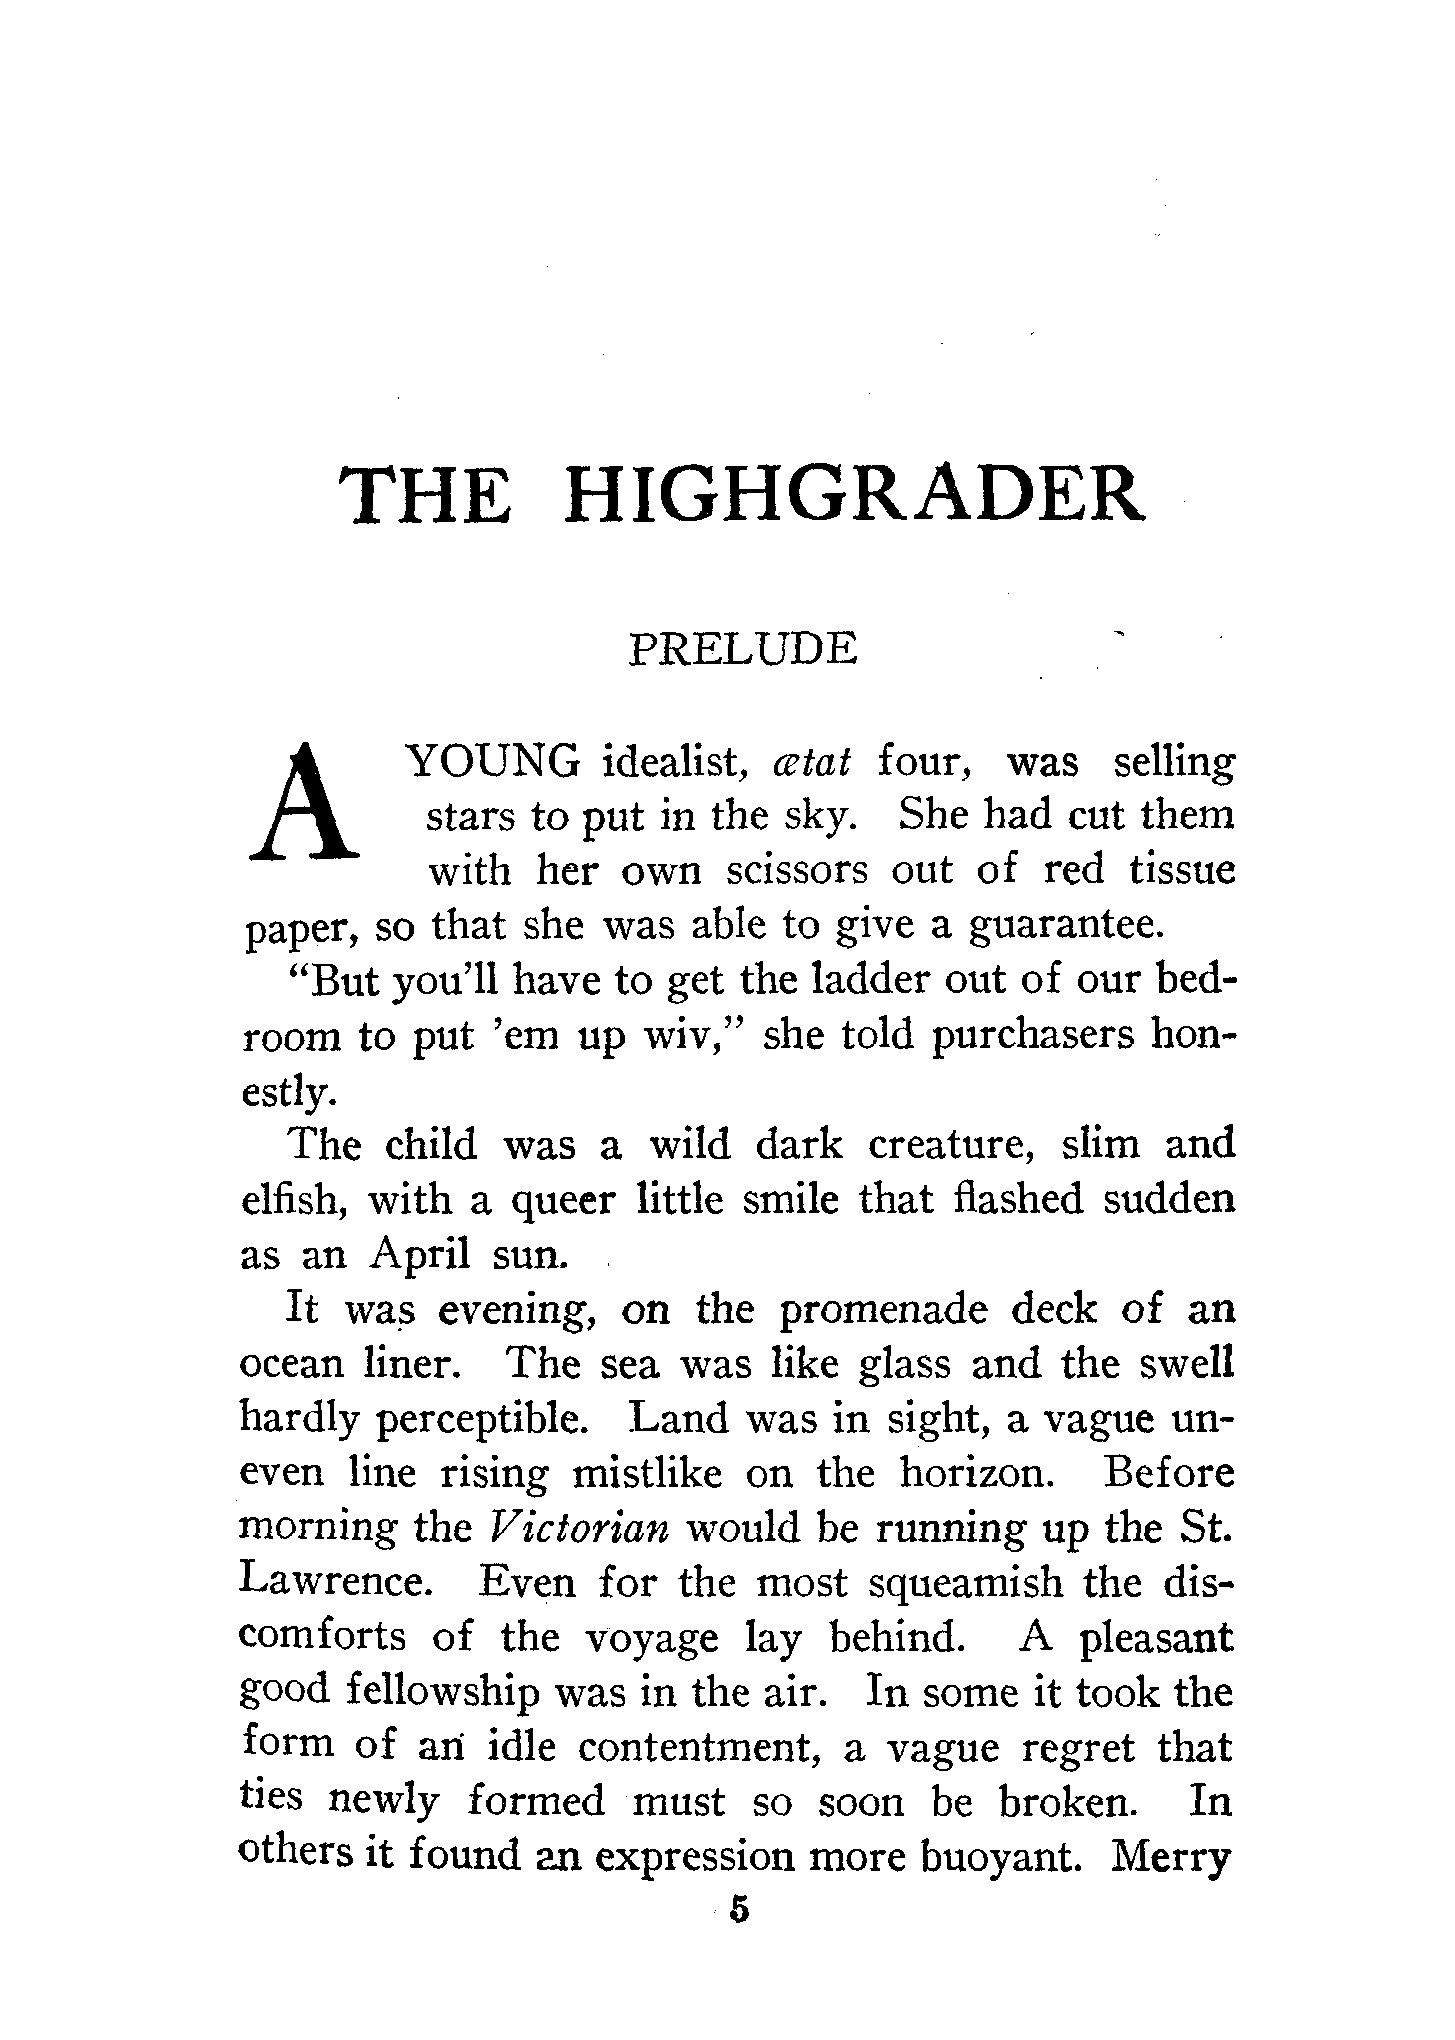 THE HIGHGRADER
PRELUDE
A YOUNG idealist, ætat four, was selling
stars to put in the sky. She had cut them
with her own scissors out of red tissue
paper, so that she was able to give a guarantee.
“But you’ll have to get the ladder out of our bed-
room to put ’em up wiv,” she told purchasers hon-
estly.
The child was a wild dark creature, slim and
elfish, with a queer little smile that flashed sudden
as an April sun.
It was evening, on the promenade deck of an
ocean liner. The sea was like glass and the swell
hardly perceptible. Land was in sight, a vague un-
even line rising mistlike on the horizon. Before
morning the Victorian would be running up the St.
Lawrence. Even for the most squeamish the dis-
comforts of the voyage lay behind. A pleasant
good fellowship was in the air. In some it took the
form of an idle contentment, a vague regret that
ties newly formed must so soon be broken. In
others it found an expression more buoyant. Merry
5